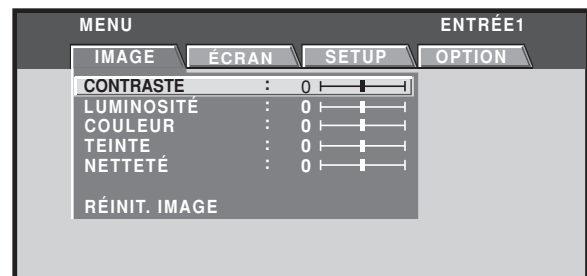 MENU ENTRÉE1
IMAGE ÉCRAN SETUP OPTION
CONTRASTE : 0
LUMINOSITÉ : 0
COULEUR : 0
TEINTE : 0
NETTETÉ : 0
RÉINIT. IMAGE